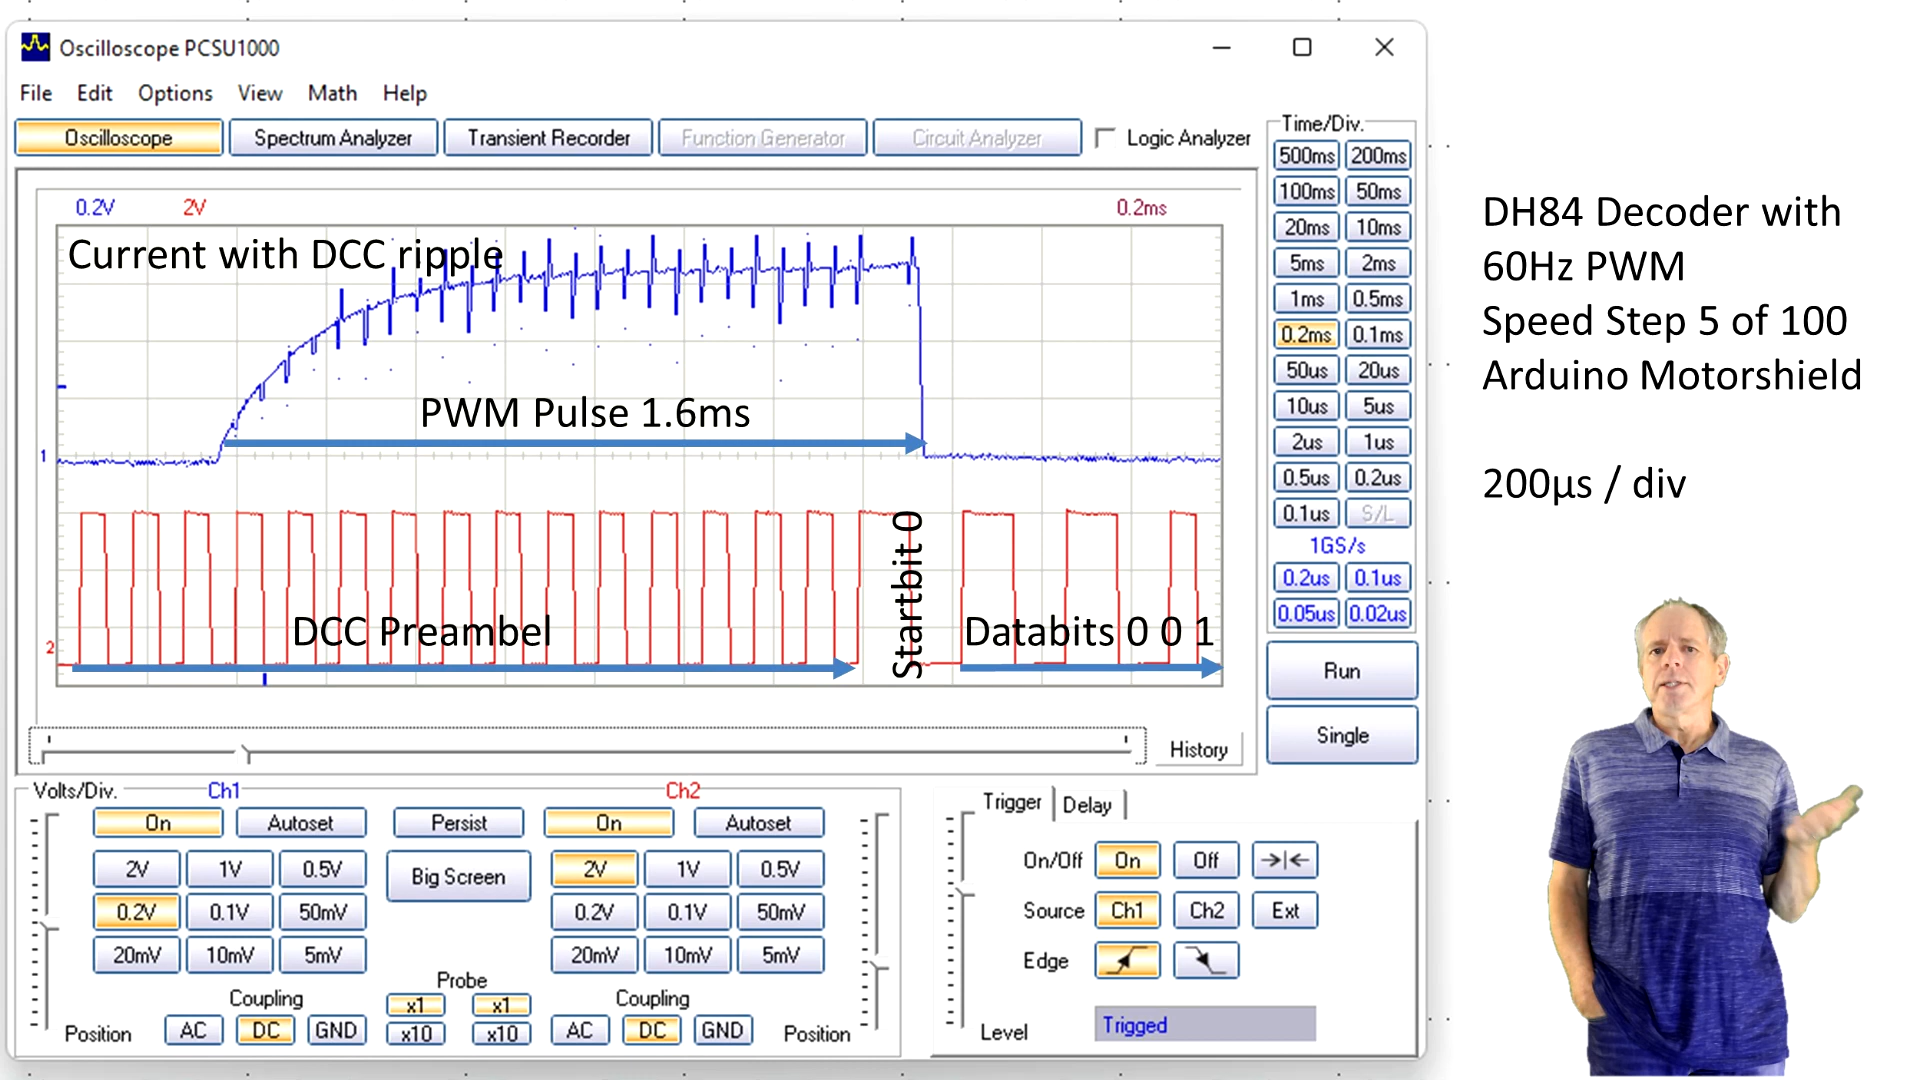 Oscilloscope PCSU1000
File Edit Options View Math Help
Oscilloscope Spectrum Analyzer Transient Recorder Function Generator Circuit Analyzer Logic Analyzer
0.2V 2V 0.2ms
Current with DCC ripple
PWM Pulse 1.6ms
1
DCC Preambel
Startbit 0
Databits 0 0 1
2
History
Time/Div.
500ms 200ms
100ms 50ms
20ms 10ms
5ms 2ms
1ms 0.5ms
0.2ms 0.1ms
50us 20us
10us 5us
2us 1us
0.5us 0.2us
0.1us S/L
1GS/s
0.2us 0.1us
0.05us 0.02us
Run
Single
DH84 Decoder with
60Hz PWM
Speed Step 5 of 100
Arduino Motorshield
200µs / div
Volts/Div. Ch1 Ch2
On Autoset Persist On Autoset
2V 1V 0.5V Big Screen 2V 1V 0.5V
0.2V 0.1V 50mV 0.2V 0.1V 50mV
20mV 10mV 5mV 20mV 10mV 5mV
Probe
Coupling x1 x1 Coupling
Position AC DC GND x10 x10 AC DC GND Position
Trigger Delay
On/Off On Off
Source Ch1 Ch2 Ext
Edge
Level Trigged